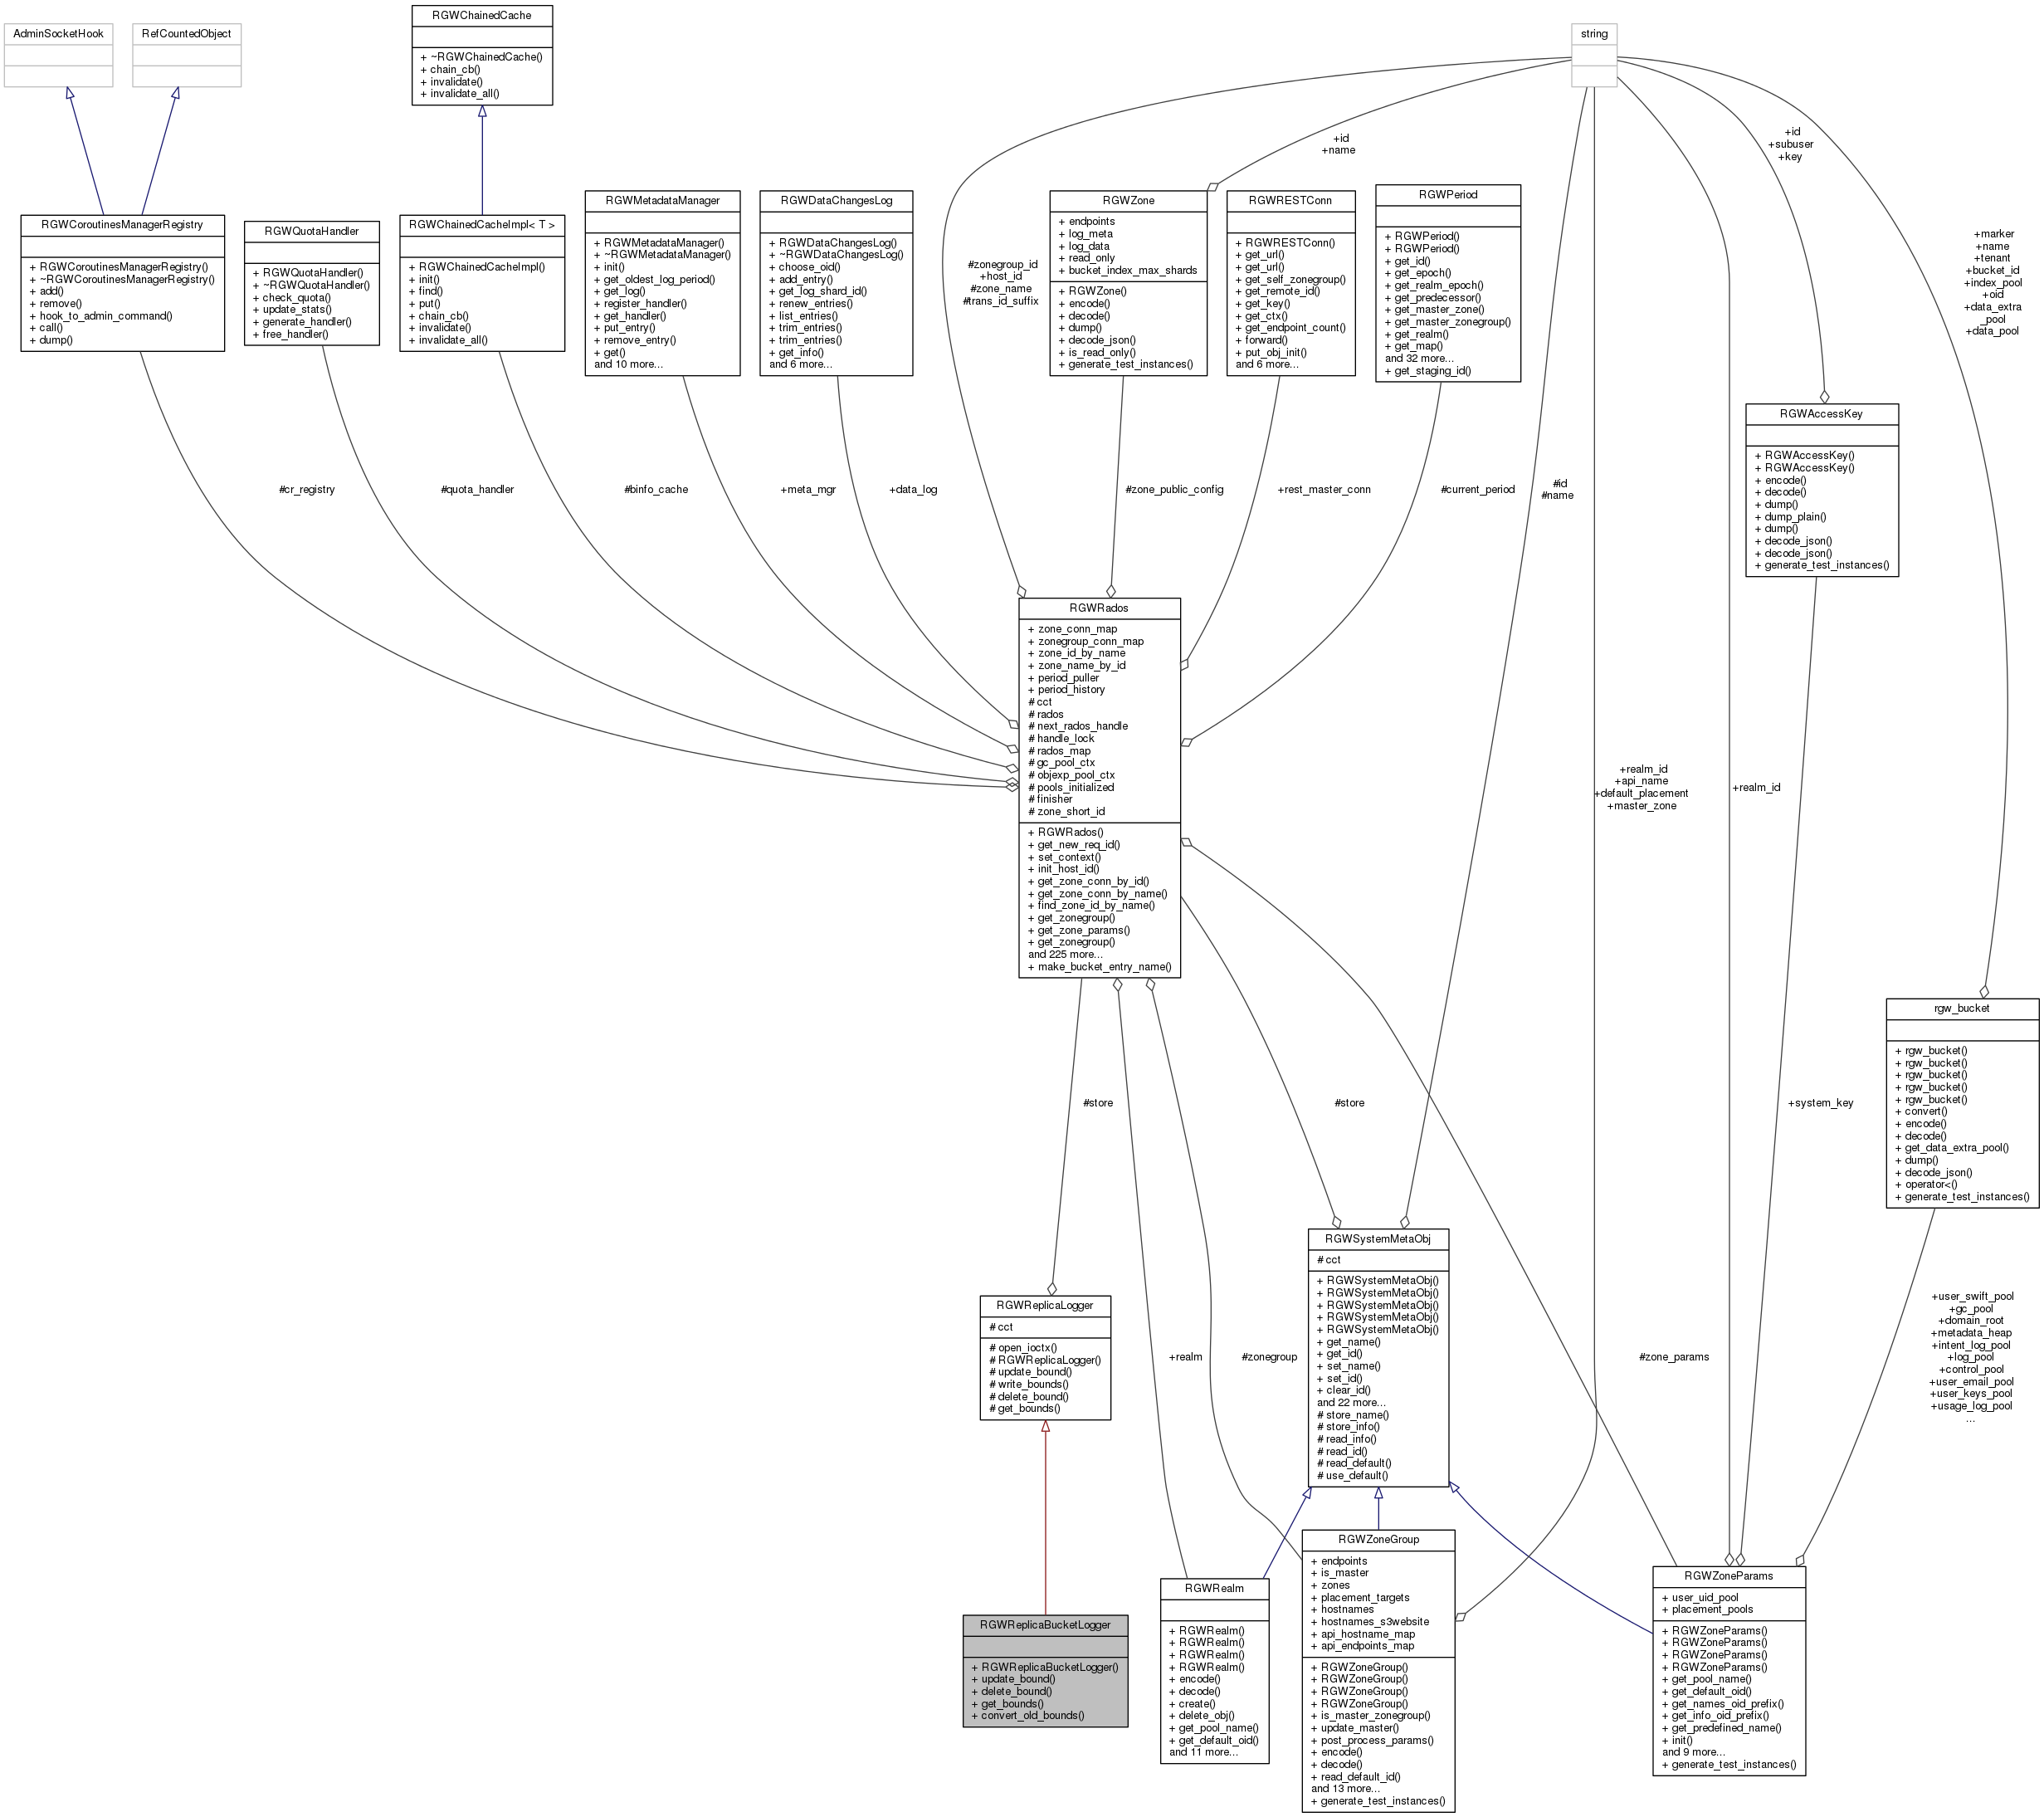 AdminSocketHook
RefCountedObject
RGWChainedCache
+ ~RGWChainedCache()
+ chain_cb()
+ invalidate()
+ invalidate_all()
string
RGWCoroutinesManagerRegistry
+ RGWCoroutinesManagerRegistry()
+ ~RGWCoroutinesManagerRegistry()
+ add()
+ remove()
+ hook_to_admin_command()
+ call()
+ dump()
RGWQuotaHandler
+ RGWQuotaHandler()
+ ~RGWQuotaHandler()
+ check_quota()
+ update_stats()
+ generate_handler()
+ free_handler()
RGWChainedCacheImpl< T >
+ RGWChainedCacheImpl()
+ init()
+ find()
+ put()
+ chain_cb()
+ invalidate()
+ invalidate_all()
RGWMetadataManager
+ RGWMetadataManager()
+ ~RGWMetadataManager()
+ init()
+ get_oldest_log_period()
+ get_log()
+ register_handler()
+ get_handler()
+ put_entry()
+ remove_entry()
+ get()
and 10 more...
RGWDataChangesLog
+ RGWDataChangesLog()
+ ~RGWDataChangesLog()
+ choose_oid()
+ add_entry()
+ get_log_shard_id()
+ renew_entries()
+ list_entries()
+ trim_entries()
+ trim_entries()
+ get_info()
and 6 more...
#zonegroup_id
+host_id
#zone_name
#trans_id_suffix
+id
+name
RGWZone
+ endpoints
+ log_meta
+ log_data
+ read_only
+ bucket_index_max_shards
+ RGWZone()
+ encode()
+ decode()
+ dump()
+ decode_json()
+ is_read_only()
+ generate_test_instances()
RGWRESTConn
+ RGWRESTConn()
+ get_url()
+ get_url()
+ get_self_zonegroup()
+ get_remote_id()
+ get_key()
+ get_ctx()
+ get_endpoint_count()
+ forward()
+ put_obj_init()
and 6 more...
RGWPeriod
+ RGWPeriod()
+ RGWPeriod()
+ get_id()
+ get_epoch()
+ get_realm_epoch()
+ get_predecessor()
+ get_master_zone()
+ get_master_zonegroup()
+ get_realm()
+ get_map()
and 32 more...
+ get_staging_id()
+id
+subuser
+key
+marker
+name
+tenant
+bucket_id
+index_pool
+oid
+data_extra
_pool
+data_pool
RGWAccessKey
+ RGWAccessKey()
+ RGWAccessKey()
+ encode()
+ decode()
+ dump()
+ dump_plain()
+ dump()
+ decode_json()
+ decode_json()
+ generate_test_instances()
#cr_registry
#quota_handler
#binfo_cache
+meta_mgr
+data_log
#zone_public_config
+rest_master_conn
#current_period
#id
#name
RGWRados
+ zone_conn_map
+ zonegroup_conn_map
+ zone_id_by_name
+ zone_name_by_id
+ period_puller
+ period_history
# cct
# rados
# next_rados_handle
# handle_lock
# rados_map
# gc_pool_ctx
# objexp_pool_ctx
# pools_initialized
# finisher
# zone_short_id
+ RGWRados()
+ get_new_req_id()
+ set_context()
+ init_host_id()
+ get_zone_conn_by_id()
+ get_zone_conn_by_name()
+ find_zone_id_by_name()
+ get_zonegroup()
+ get_zone_params()
+ get_zonegroup()
and 225 more...
+ make_bucket_entry_name()
+realm_id
+api_name
+default_placement
+master_zone
+realm_id
rgw_bucket
+ rgw_bucket()
+ rgw_bucket()
+ rgw_bucket()
+ rgw_bucket()
+ rgw_bucket()
+ convert()
+ encode()
+ decode()
+ get_data_extra_pool()
+ dump()
+ decode_json()
+ operator<()
+ generate_test_instances()
#store
#store
+system_key
RGWSystemMetaObj
# cct
+ RGWSystemMetaObj()
+ RGWSystemMetaObj()
+ RGWSystemMetaObj()
+ RGWSystemMetaObj()
+ RGWSystemMetaObj()
+ get_name()
+ get_id()
+ set_name()
+ set_id()
+ clear_id()
and 22 more...
# store_name()
# store_info()
# read_info()
# read_id()
# read_default()
# use_default()
RGWReplicaLogger
# cct
# open_ioctx()
# RGWReplicaLogger()
# update_bound()
# write_bounds()
# delete_bound()
# get_bounds()
+realm
#zonegroup
#zone_params
+user_swift_pool
+gc_pool
+domain_root
+metadata_heap
+intent_log_pool
+log_pool
+control_pool
+user_email_pool
+user_keys_pool
+usage_log_pool
...
RGWReplicaBucketLogger
+ RGWReplicaBucketLogger()
+ update_bound()
+ delete_bound()
+ get_bounds()
+ convert_old_bounds()
RGWRealm
+ RGWRealm()
+ RGWRealm()
+ RGWRealm()
+ RGWRealm()
+ encode()
+ decode()
+ create()
+ delete_obj()
+ get_pool_name()
+ get_default_oid()
and 11 more...
RGWZoneGroup
+ endpoints
+ is_master
+ zones
+ placement_targets
+ hostnames
+ hostnames_s3website
+ api_hostname_map
+ api_endpoints_map
+ RGWZoneGroup()
+ RGWZoneGroup()
+ RGWZoneGroup()
+ RGWZoneGroup()
+ is_master_zonegroup()
+ update_master()
+ post_process_params()
+ encode()
+ decode()
+ read_default_id()
and 13 more...
+ generate_test_instances()
RGWZoneParams
+ user_uid_pool
+ placement_pools
+ RGWZoneParams()
+ RGWZoneParams()
+ RGWZoneParams()
+ RGWZoneParams()
+ get_pool_name()
+ get_default_oid()
+ get_names_oid_prefix()
+ get_info_oid_prefix()
+ get_predefined_name()
+ init()
and 9 more...
+ generate_test_instances()